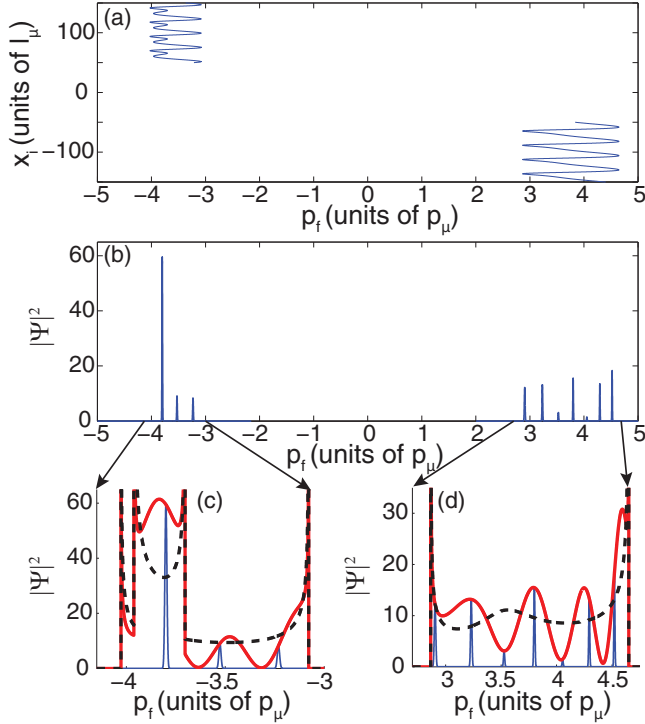 (a)
x_i (units of l_μ)
100
0
−100
−5 −4 −3 −2 −1 0 1 2 3 4 5
p_f (units of p_μ)
(b)
|Ψ|²
60
40
20
0
−5 −4 −3 −2 −1 0 1 2 3 4 5
p_f (units of p_μ)
(c)
|Ψ|²
60
40
20
0
−4 −3.5 −3
p_f (units of p_μ)
(d)
|Ψ|²
30
20
10
0
3 3.5 4 4.5
p_f (units of p_μ)